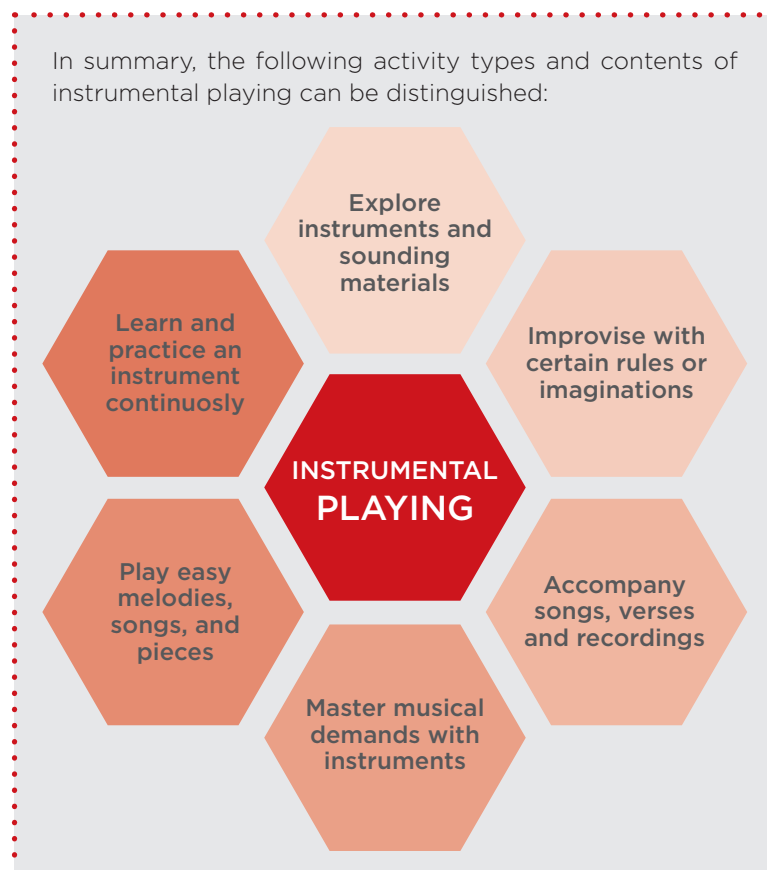 In summary, the following activity types and contents of
instrumental playing can be distinguished:
Explore
instruments and
sounding
materials
Improvise with
certain rules or
imaginations
Accompany
songs, verses
and recordings
Master musical
demands with
instruments
Play easy
melodies,
songs, and
pieces
Learn and
practice an
instrument
continuosly
INSTRUMENTAL
PLAYING